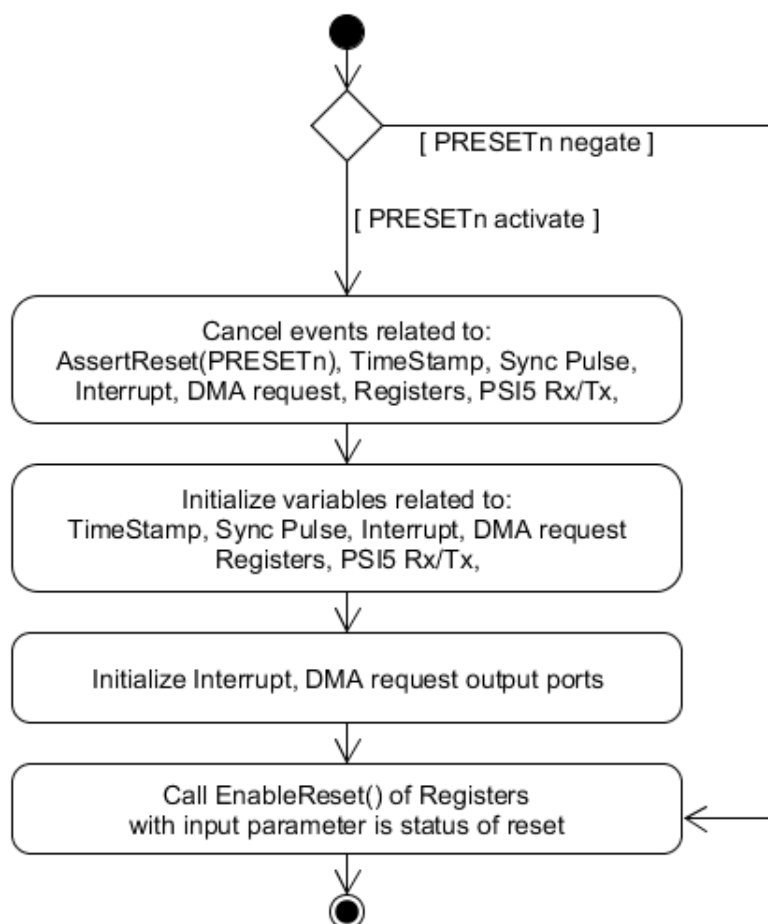 [ PRESETn negate ]
[ PRESETn activate ]
Cancel events related to:
AssertReset(PRESETn), TimeStamp, Sync Pulse,
Interrupt, DMA request, Registers, PSI5 Rx/Tx,
Initialize variables related to:
TimeStamp, Sync Pulse, Interrupt, DMA request
Registers, PSI5 Rx/Tx,
Initialize Interrupt, DMA request output ports
Call EnableReset() of Registers
with input parameter is status of reset